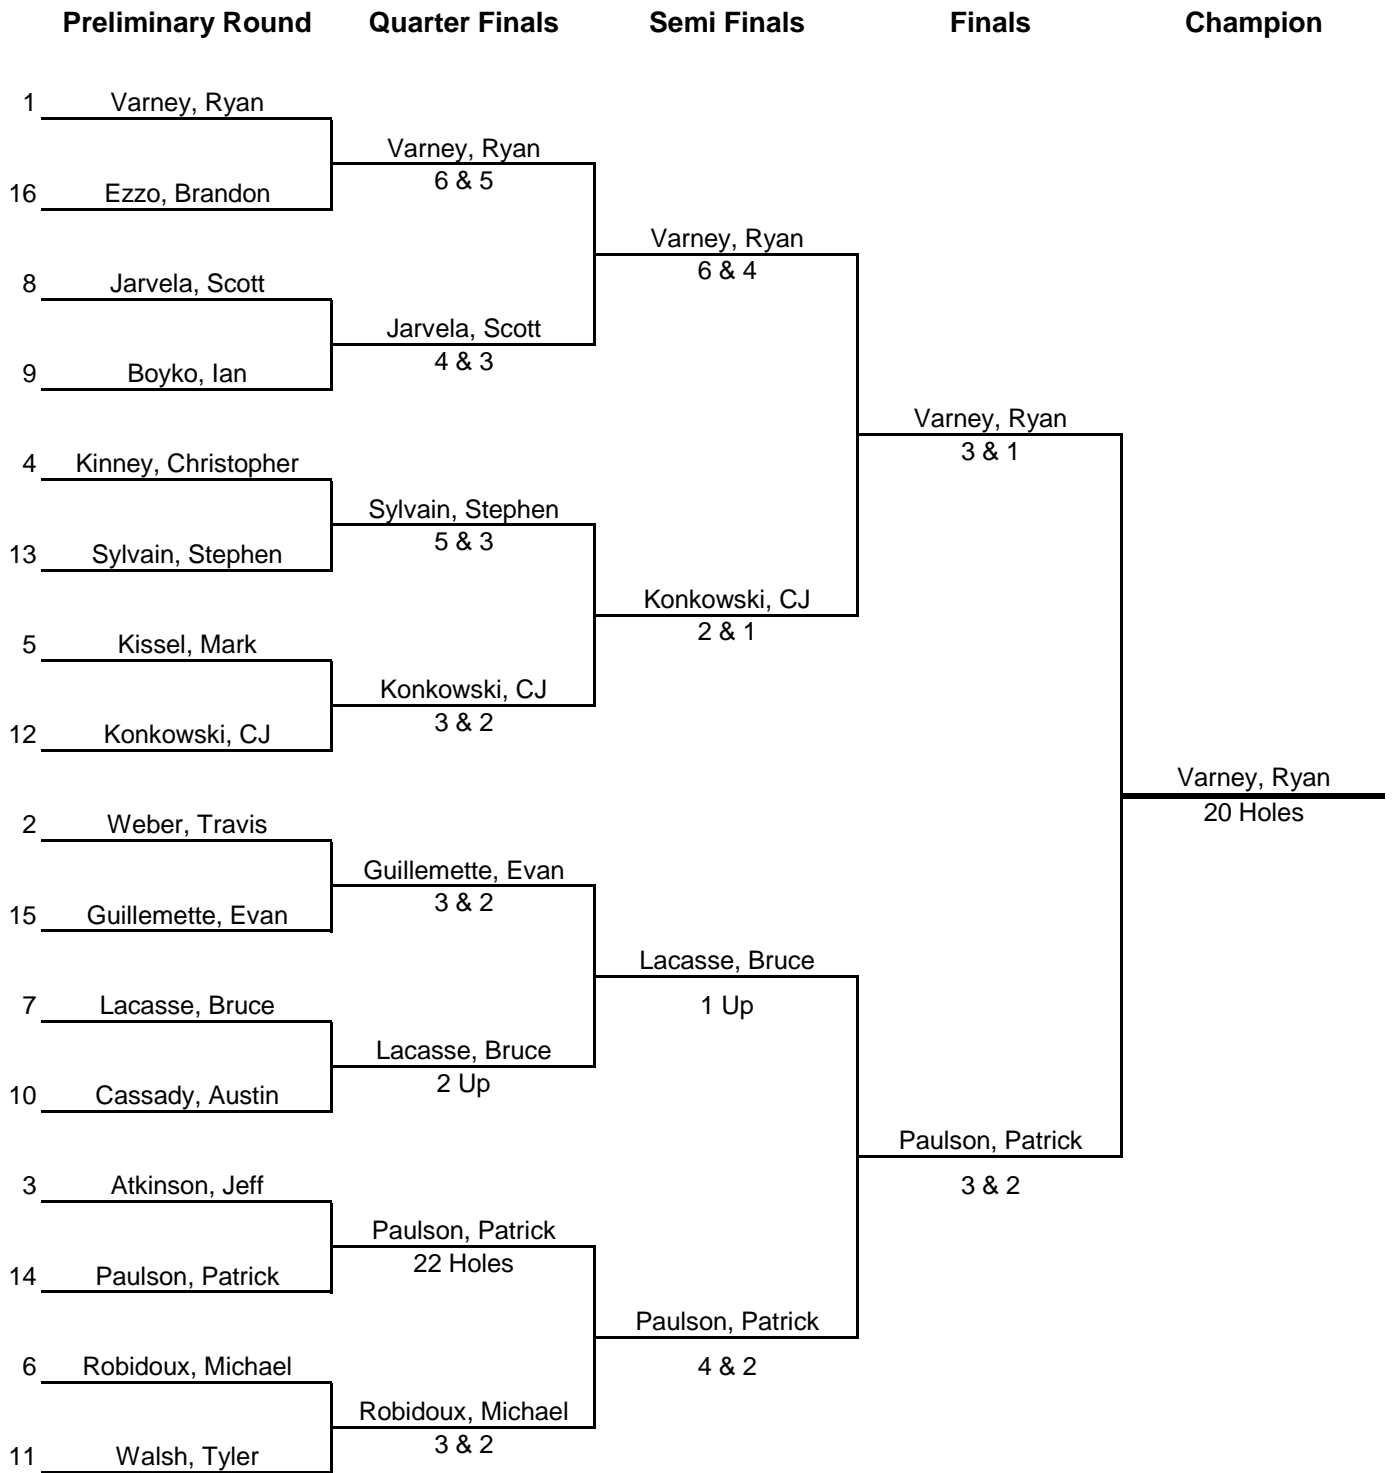 Preliminary Round Quarter Finals Semi Finals Finals Champion
1 Varney, Ryan
Varney, Ryan
6 & 5
16 Ezzo, Brandon
Varney, Ryan
6 & 4
8 Jarvela, Scott
Jarvela, Scott
4 & 3
9 Boyko, Ian
Varney, Ryan
3 & 1
4 Kinney, Christopher
Sylvain, Stephen
5 & 3
13 Sylvain, Stephen
Konkowski, CJ
2 & 1
5 Kissel, Mark
Konkowski, CJ
3 & 2
12 Konkowski, CJ
Varney, Ryan
20 Holes
2 Weber, Travis
Guillemette, Evan
3 & 2
15 Guillemette, Evan
Lacasse, Bruce
1 Up
7 Lacasse, Bruce
Lacasse, Bruce
2 Up
10 Cassady, Austin
Paulson, Patrick
3 & 2
3 Atkinson, Jeff
Paulson, Patrick
22 Holes
14 Paulson, Patrick
Paulson, Patrick
4 & 2
6 Robidoux, Michael
Robidoux, Michael
3 & 2
11 Walsh, Tyler